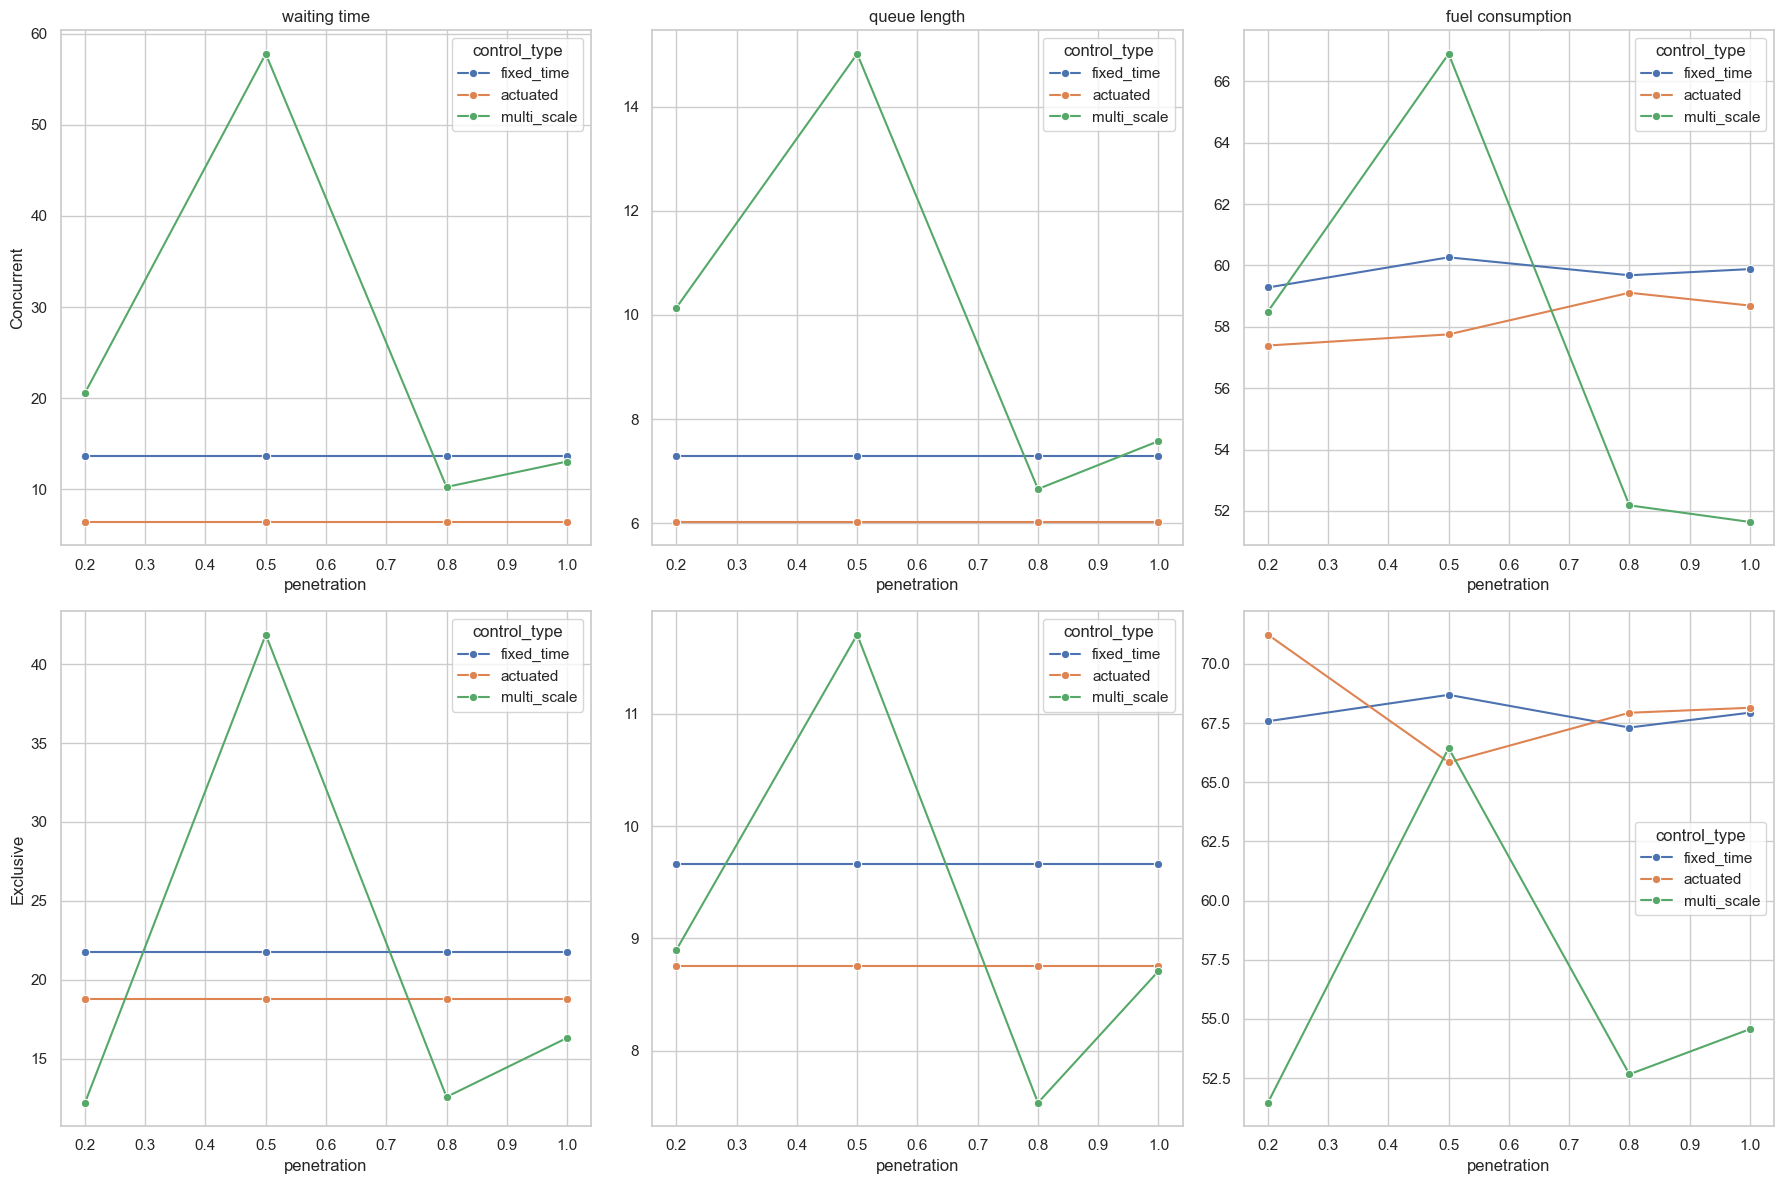 waiting time
60
50
40
30
20
10
Concurrent
control_type
fixed_time
actuated
multi_scale
0.2 0.3 0.4 0.5 0.6 0.7 0.8 0.9 1.0
penetration
queue length
14
12
10
8
6
control_type
fixed_time
actuated
multi_scale
0.2 0.3 0.4 0.5 0.6 0.7 0.8 0.9 1.0
penetration
fuel consumption
66
64
62
60
58
56
54
52
control_type
fixed_time
actuated
multi_scale
0.2 0.3 0.4 0.5 0.6 0.7 0.8 0.9 1.0
penetration
40
35
30
25
20
15
Exclusive
control_type
fixed_time
actuated
multi_scale
0.2 0.3 0.4 0.5 0.6 0.7 0.8 0.9 1.0
penetration
11
10
9
8
control_type
fixed_time
actuated
multi_scale
0.2 0.3 0.4 0.5 0.6 0.7 0.8 0.9 1.0
penetration
70.0
67.5
65.0
62.5
60.0
57.5
55.0
52.5
control_type
fixed_time
actuated
multi_scale
0.2 0.3 0.4 0.5 0.6 0.7 0.8 0.9 1.0
penetration